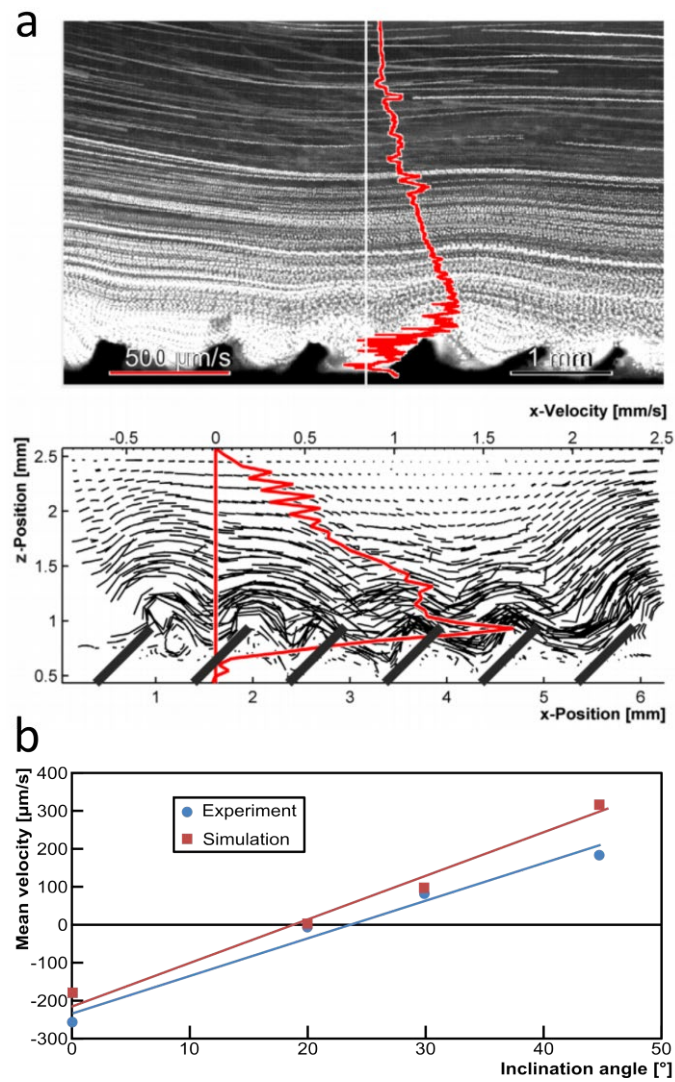 a
500 µm/s
1 mm
x-Velocity [mm/s]
-0.5 0 0.5 1 1.5 2 2.5
z-Position [mm]
2.5
2
1.5
1
0.5
1 2 3 4 5 6
x-Position [mm]
b
Mean velocity [µm/s]
400
300
200
100
0
-100
-200
-300
Experiment
Simulation
0 10 20 30 40 50
Inclination angle [°]